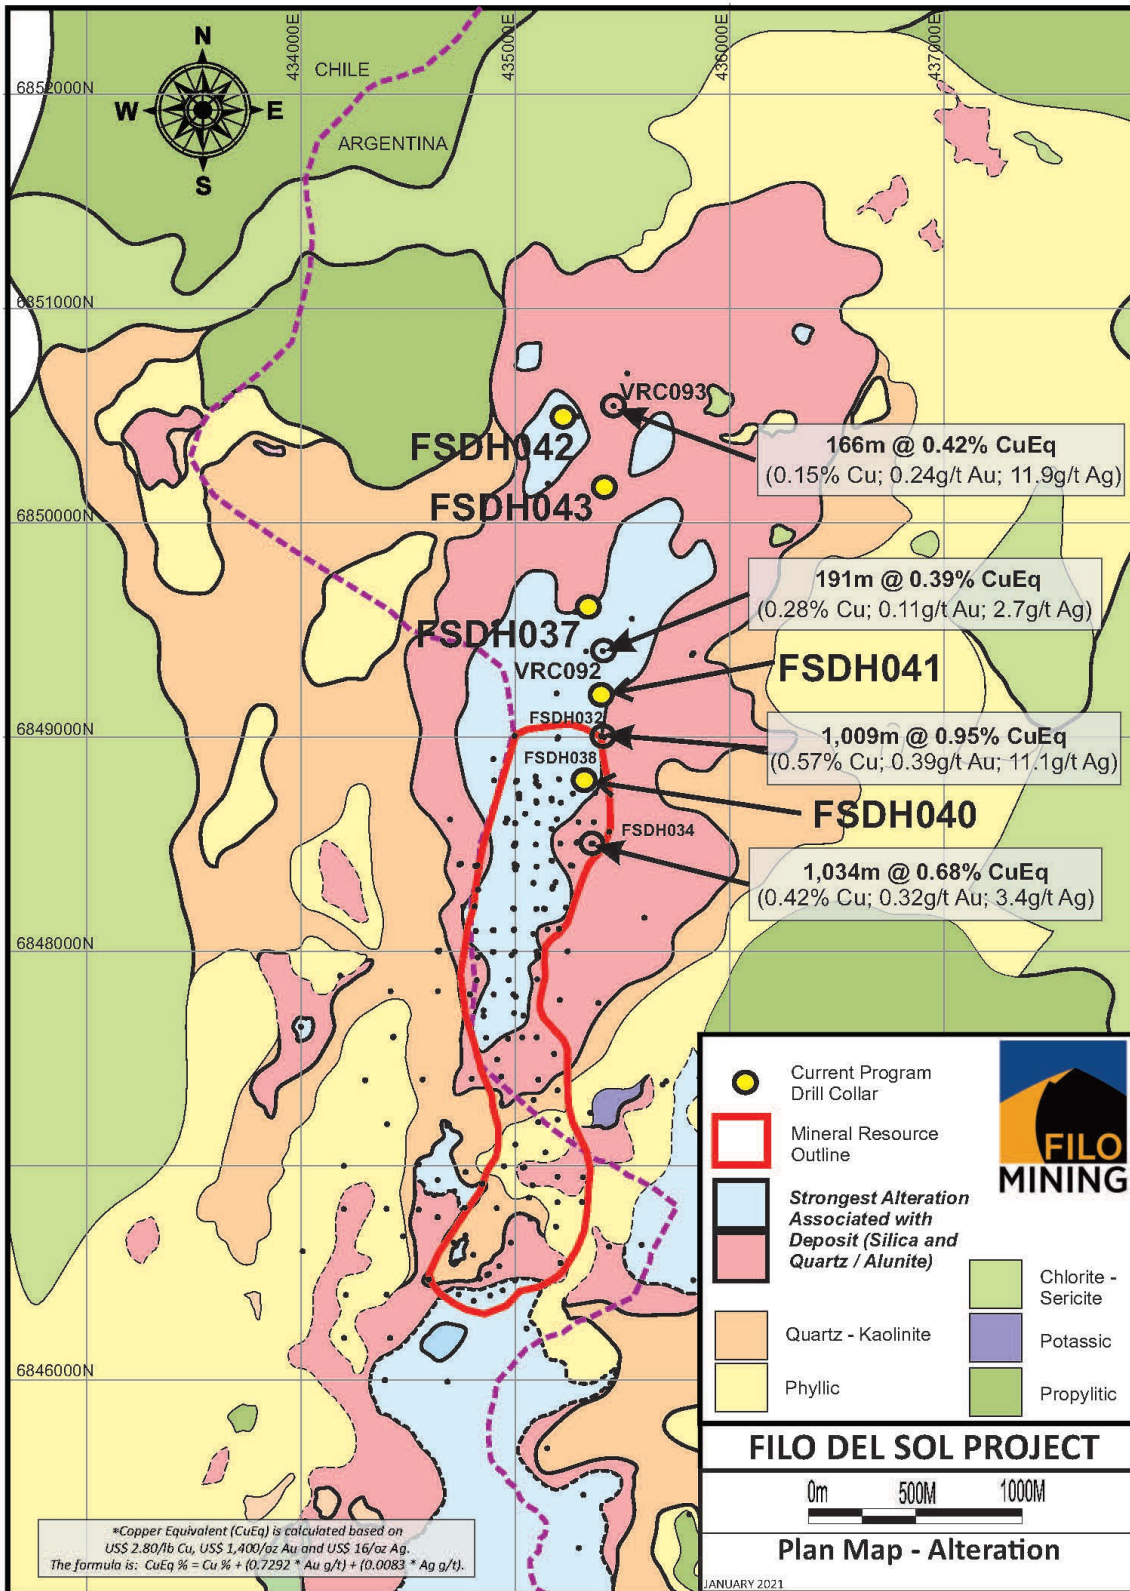 434000E
435000E
436000E
437000E
N
W
E
S
CHILE
ARGENTINA
6852000N
6851000N
VRC093
FSDH042
166m @ 0.42% CuEq
(0.15% Cu; 0.24g/t Au; 11.9g/t Ag)
FSDH043
6850000N
191m @ 0.39% CuEq
(0.28% Cu; 0.11g/t Au; 2.7g/t Ag)
FSDH037
VRC092
FSDH041
FSDH032
6849000N
1,009m @ 0.95% CuEq
(0.57% Cu; 0.39g/t Au; 11.1g/t Ag)
FSDH038
FSDH040
FSDH034
1,034m @ 0.68% CuEq
(0.42% Cu; 0.32g/t Au; 3.4g/t Ag)
6848000N
6846000N
Current Program
Drill Collar
Mineral Resource
Outline
FILO
MINING
Strongest Alteration
Associated with
Deposit (Silica and
Quartz / Alunite)
Chlorite -
Sericite
Quartz - Kaolinite
Potassic
Phyllic
Propylitic
FILO DEL SOL PROJECT
0m 500M 1000M
Plan Map - Alteration
JANUARY 2021
*Copper Equivalent (CuEq) is calculated based on
US$ 2.80/lb Cu, US$ 1,400/oz Au and US$ 16/oz Ag.
The formula is: CuEq % = Cu % + (0.7292 * Au g/t) + (0.0083 * Ag g/t).